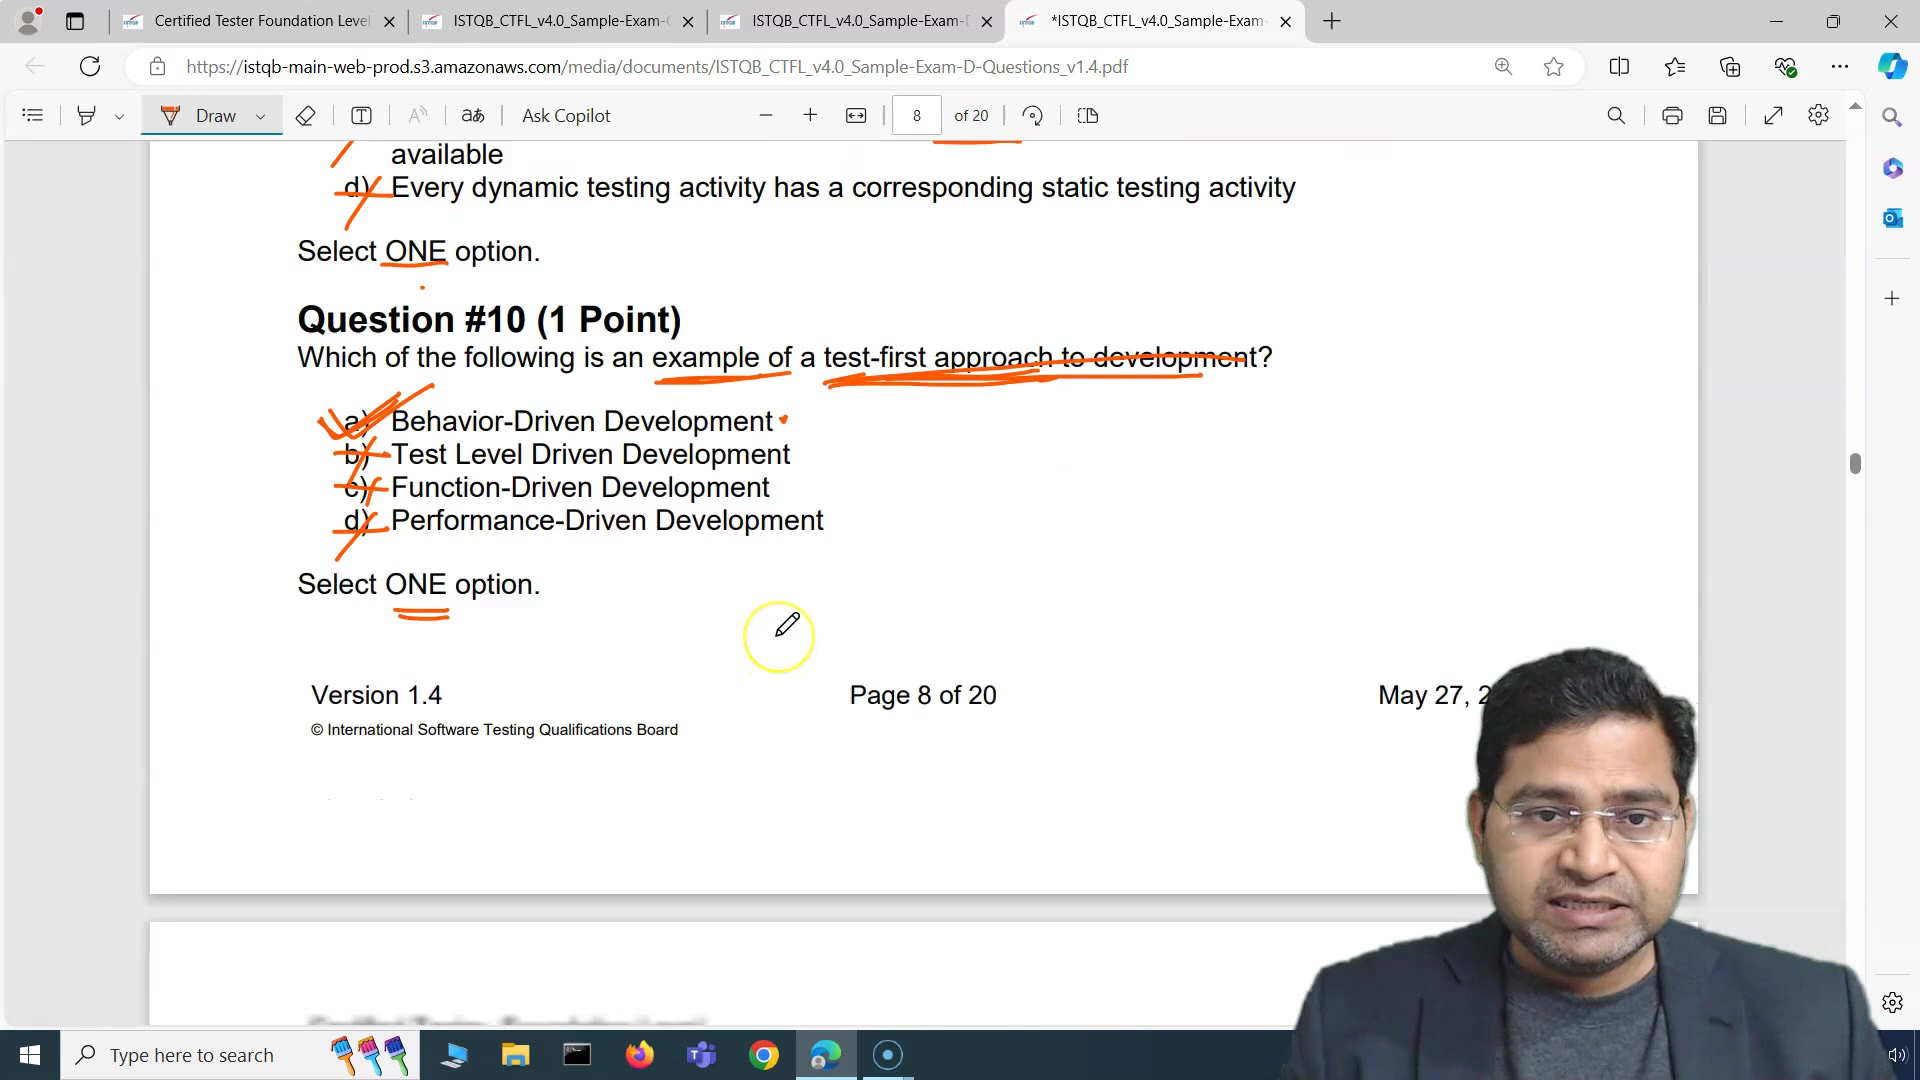 Certified Tester Foundation Level
ISTQB_CTFL_v4.0_Sample-Exam-
ISTQB_CTFL_v4.0_Sample-Exam-
*ISTQB_CTFL_v4.0_Sample-Exam-
https://istqb-main-web-prod.s3.amazonaws.com/media/documents/ISTQB_CTFL_v4.0_Sample-Exam-D-Questions_v1.4.pdf
Draw
aあ
Ask Copilot
8 of 20
available
d) Every dynamic testing activity has a corresponding static testing activity
Select ONE option.
Question #10 (1 Point)
Which of the following is an example of a test-first approach to development?
a) Behavior-Driven Development
b) Test Level Driven Development
c) Function-Driven Development
d) Performance-Driven Development
Select ONE option.
Version 1.4
Page 8 of 20
May 27, 2
© International Software Testing Qualifications Board
Type here to search